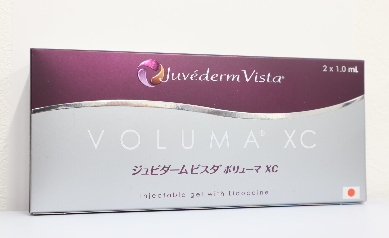 JuvédermVista®
2 x 1.0 mL
VOLUMA® XC
ジュビダームビスタ® ボリューマ XC
Injectable gel with Lidocaine